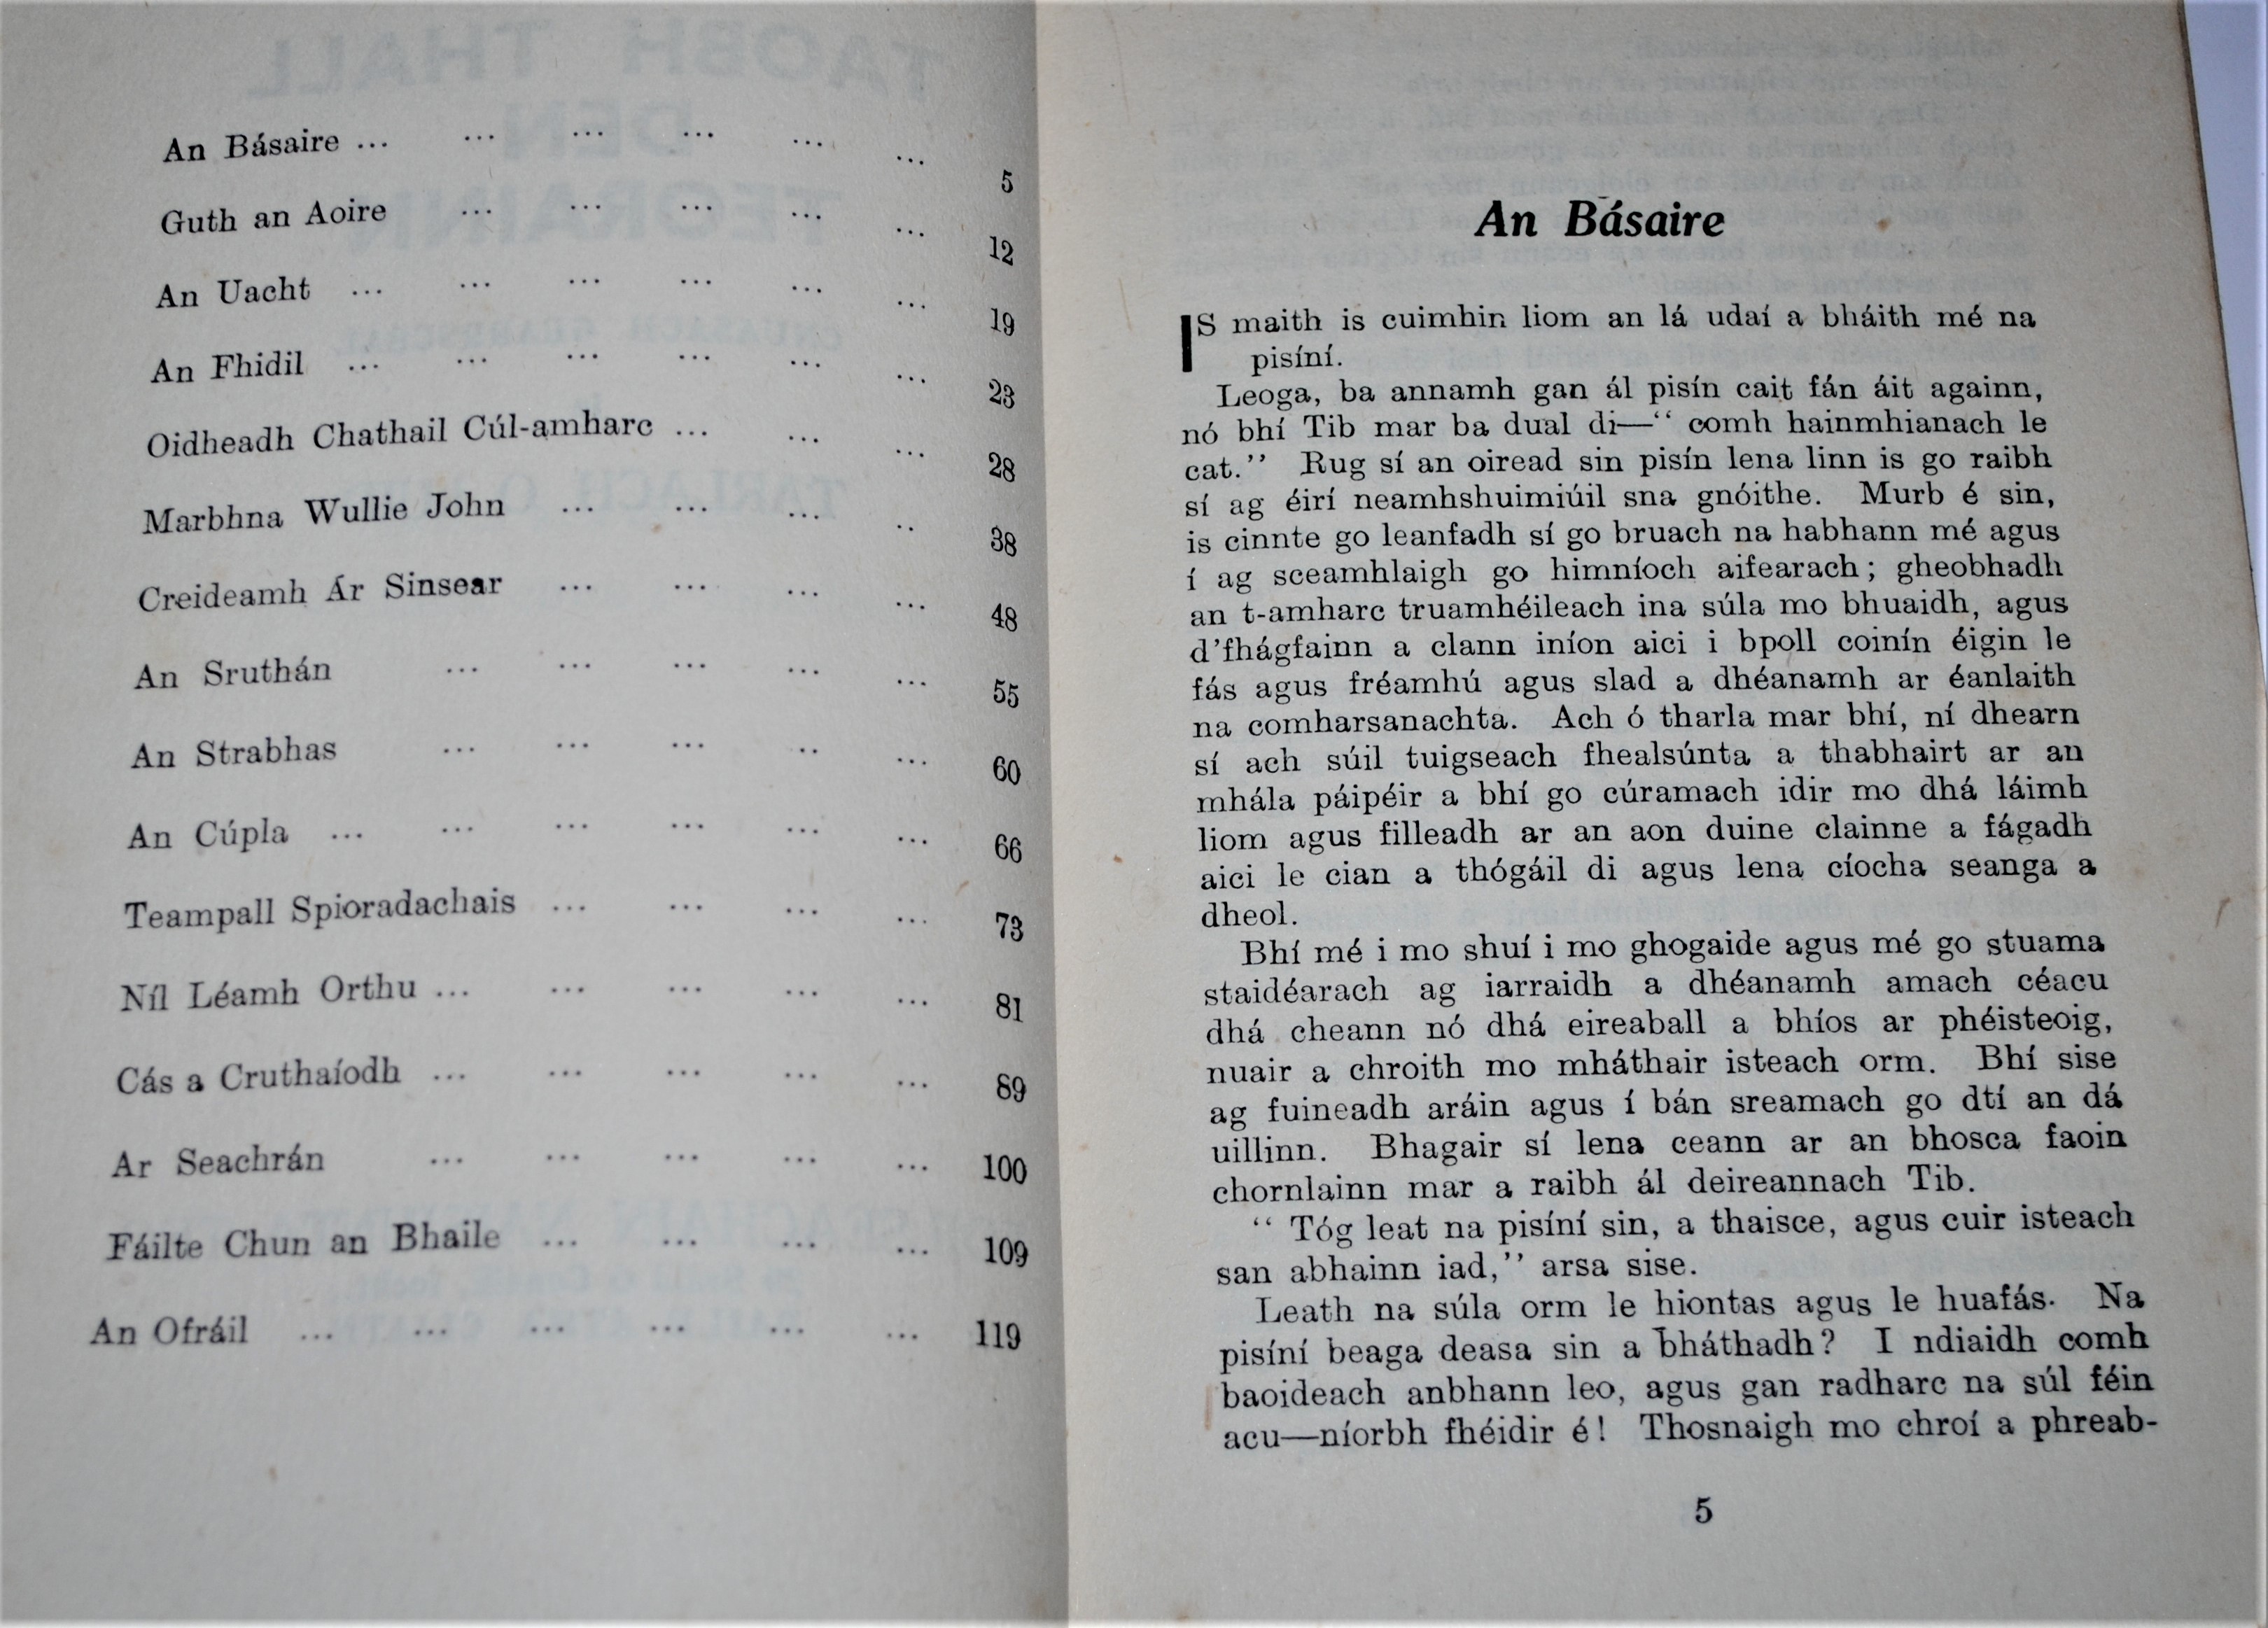 An Básaire ... ... ... ... ... ... 5
Guth an Aoire ... ... ... ... ... 12
An Uacht ... ... ... ... ... ... 19
An Fhidil ... ... ... ... ... ... 23
Oidheadh Chathail Cúl-amharc ... ... ... 28
Marbhna Wullie John ... ... ... .. 38
Creideamh Ár Sinsear ... ... ... ... 48
An Sruthán ... ... ... ... ... 55
An Strabhas ... ... ... .. ... 60
An Cúpla ... ... ... ... ... ... 66
Teampall Spioradachais ... ... ... ... 73
Níl Léamh Orthu ... ... ... ... ... 81
Cás a Cruthaíodh ... ... ... ... ... 89
Ar Seachrán ... ... ... ... ... 100
Fáilte Chun an Bhaile ... ... ... ... 109
An Ofráil ... ... ... ... ... ... 119
An Básaire
IS maith is cuimhin liom an lá udaí a bháith mé na
pisíní.
Leoga, ba annamh gan ál pisín cait fán áit againn,
nó bhí Tib mar ba dual di—“ comh hainmhianach le
cat.” Rug sí an oiread sin pisín lena linn is go raibh
sí ag éirí neamhshuimiúil sna gnóithe. Murb é sin,
is cinnte go leanfadh sí go bruach na habhann mé agus
í ag sceamhlaigh go himníoch aifearach; gheobhadh
an t-amharc truamhéileach ina súla mo bhuaidh, agus
d'fhágfainn a clann iníon aici i bpoll coinín éigin le
fás agus fréamhú agus slad a dhéanamh ar éanlaith
na comharsanachta. Ach ó tharla mar bhí, ní dhearn
sí ach súil tuigseach fhealsúnta a thabhairt ar an
mhála páipéir a bhí go cúramach idir mo dhá láimh
liom agus filleadh ar an aon duine clainne a fágadh
aici le cian a thógáil di agus lena cíocha seanga a
dheol.
Bhí mé i mo shuí i mo ghogaide agus mé go stuama
staidéarach ag iarraidh a dhéanamh amach céacu
dhá cheann nó dhá eireaball a bhíos ar phéisteoig,
nuair a chroith mo mháthair isteach orm. Bhí sise
ag fuineadh aráin agus í bán sreamach go dtí an dá
uillinn. Bhagair sí lena ceann ar an bhosca faoin
chornlainn mar a raibh ál deireannach Tib.
“ Tóg leat na pisíní sin, a thaisce, agus cuir isteach
san abhainn iad,” arsa sise.
Leath na súla orm le hiontas agus le huafás. Na
pisíní beaga deasa sin a bháthadh? I ndiaidh comh
baoideach anbhann leo, agus gan radharc na súl féin
acu—níorbh fhéidir é! Thosnaigh mo chroí a phreab-
5